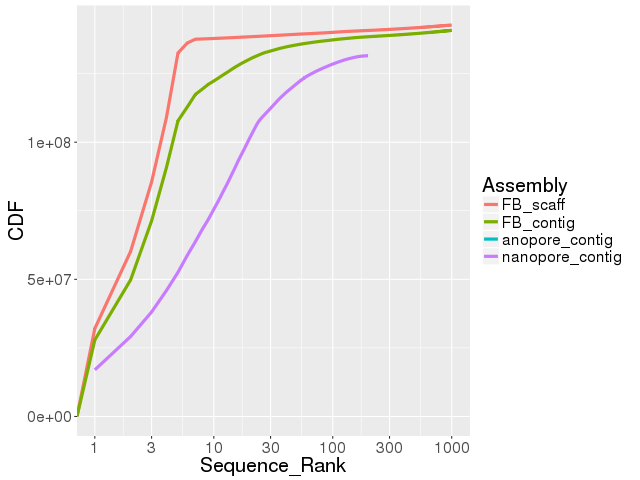 CDF
1e+08
5e+07
0e+00
1 3 10 30 100 300 1000
Sequence_Rank
Assembly
FB_scaff
FB_contig
anopore_contig
nanopore_contig